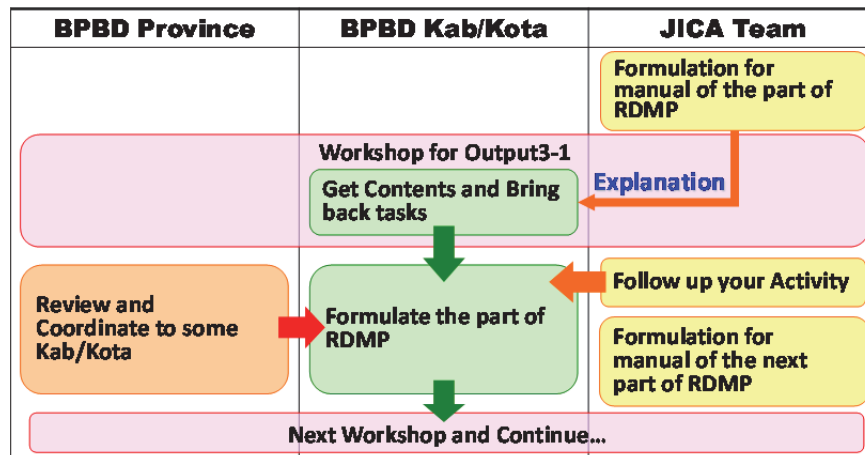 BPBD Province
BPBD Kab/Kota
JICA Team
Formulation for
manual of the part of
RDMP
Workshop for Output3-1
Explanation
Get Contents and Bring
back tasks
Review and
Coordinate to some
Kab/Kota
Formulate the part of
RDMP
Follow up your Activity
Formulation for
manual of the next
part of RDMP
Next Workshop and Continue...